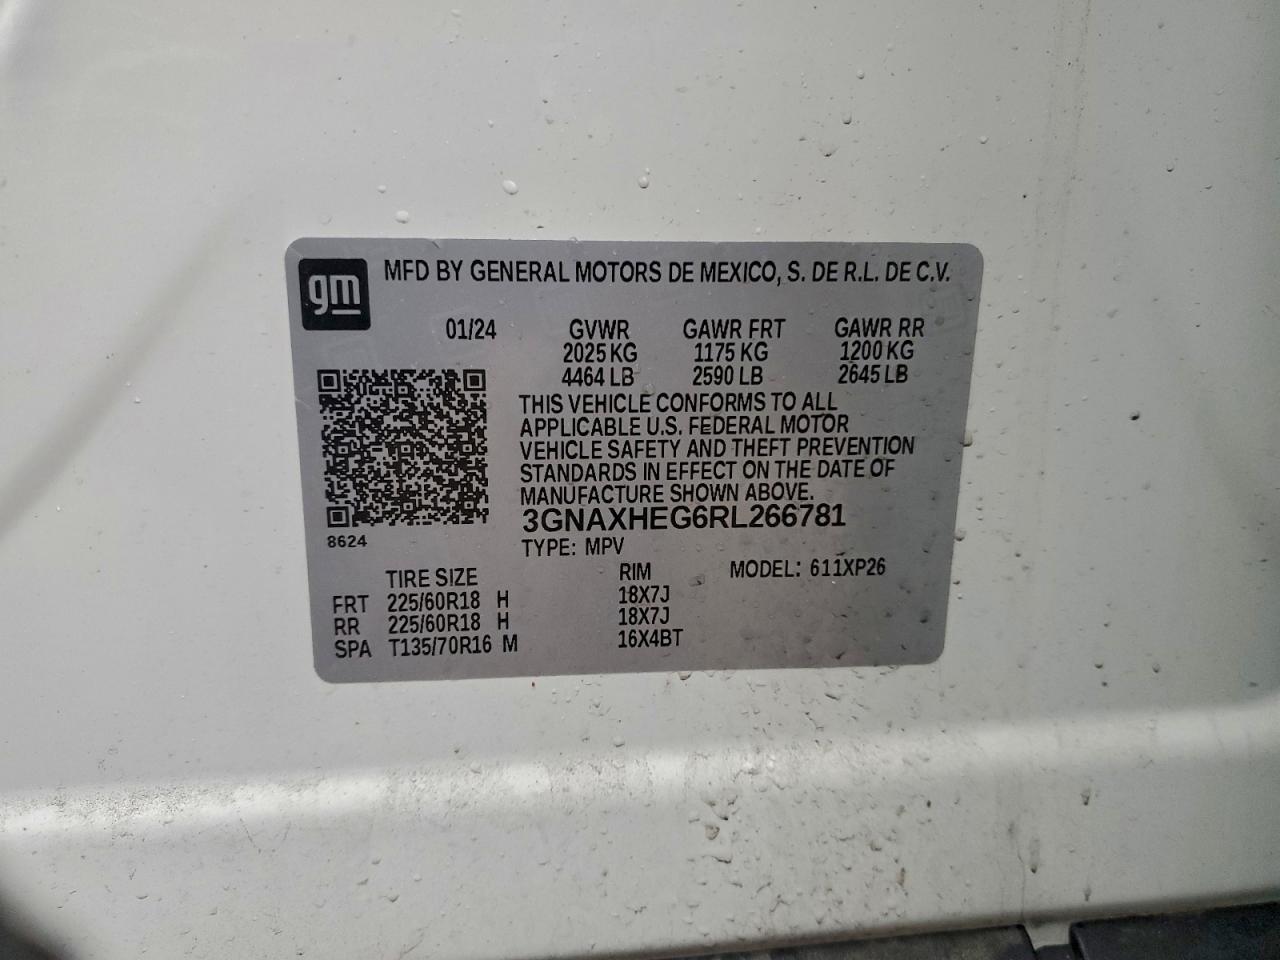 gm
MFD BY GENERAL MOTORS DE MEXICO, S. DE R.L. DE C.V.
01/24 GVWR GAWR FRT GAWR RR
2025 KG 1175 KG 1200 KG
4464 LB 2590 LB 2645 LB
THIS VEHICLE CONFORMS TO ALL
APPLICABLE U.S. FEDERAL MOTOR
VEHICLE SAFETY AND THEFT PREVENTION
STANDARDS IN EFFECT ON THE DATE OF
MANUFACTURE SHOWN ABOVE.
3GNAXHEG6RL266781
8624
TYPE: MPV
MODEL: 611XP26
TIRE SIZE RIM
FRT 225/60R18 H 18X7J
RR 225/60R18 H 18X7J
SPA T135/70R16 M 16X4BT